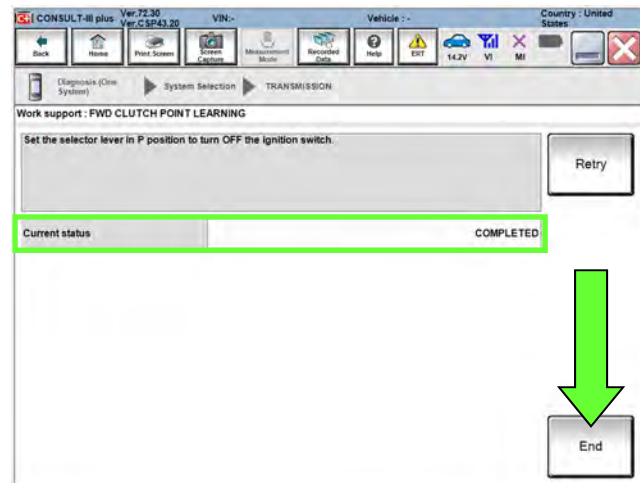 C+ CONSULT-III plus Ver.72.30 VIN:- Vehicle : - Country : United
Ver.CSP43.20 States
Back Home Print Screen Screen Capture Measurement Mode Recorded Data Help ERT 14.2V VI MI
Diagnosis (One System) System Selection TRANSMISSION
Work support : FWD CLUTCH POINT LEARNING
Set the selector lever in P position to turn OFF the ignition switch.
Retry
Current status COMPLETED
End